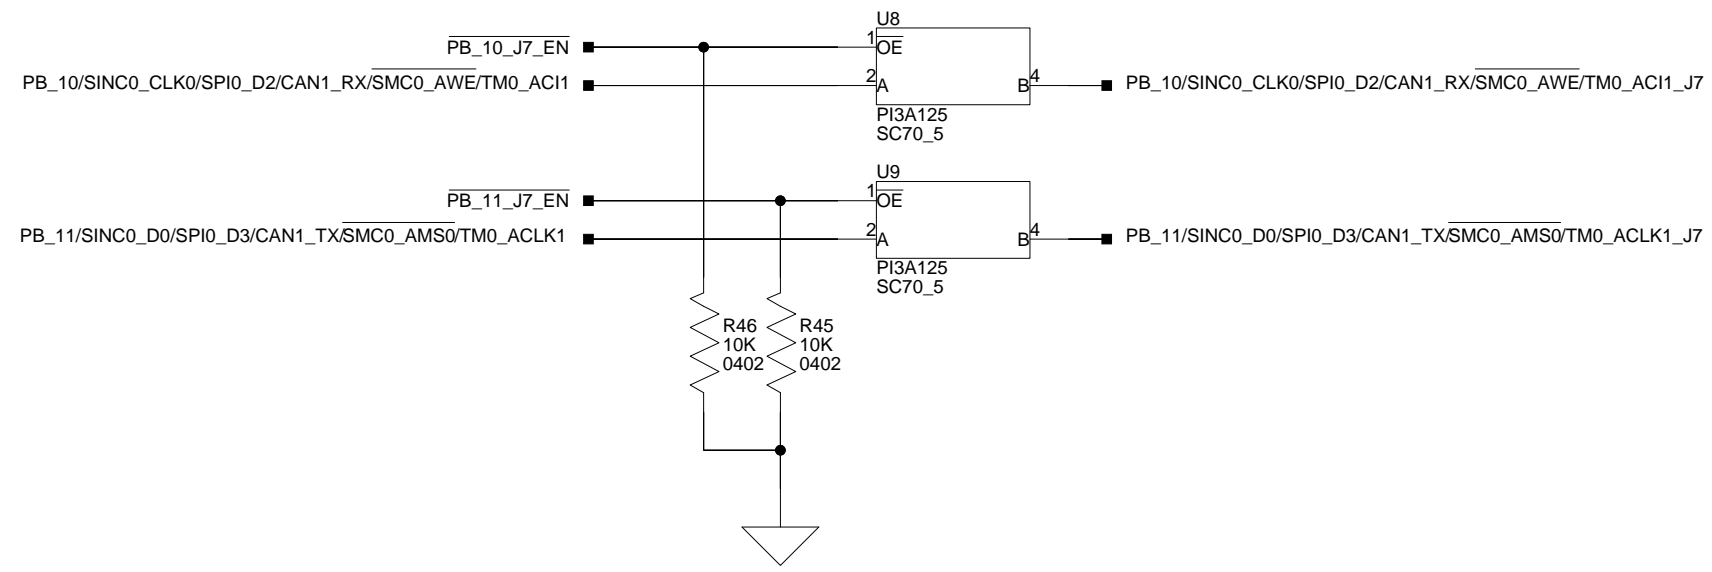 U8
PB_10_J7_EN
1
OE
PB_10/SINC0_CLK0/SPI0_D2/CAN1_RX/SMC0_AWE/TM0_ACI1
2
A
B
4
PB_10/SINC0_CLK0/SPI0_D2/CAN1_RX/SMC0_AWE/TM0_ACI1_J7
PI3A125
SC70_5
U9
PB_11_J7_EN
1
OE
PB_11/SINC0_D0/SPI0_D3/CAN1_TX/SMC0_AMS0/TM0_ACLK1
2
A
B
4
PB_11/SINC0_D0/SPI0_D3/CAN1_TX/SMC0_AMS0/TM0_ACLK1_J7
PI3A125
SC70_5
R46
10K
0402
R45
10K
0402